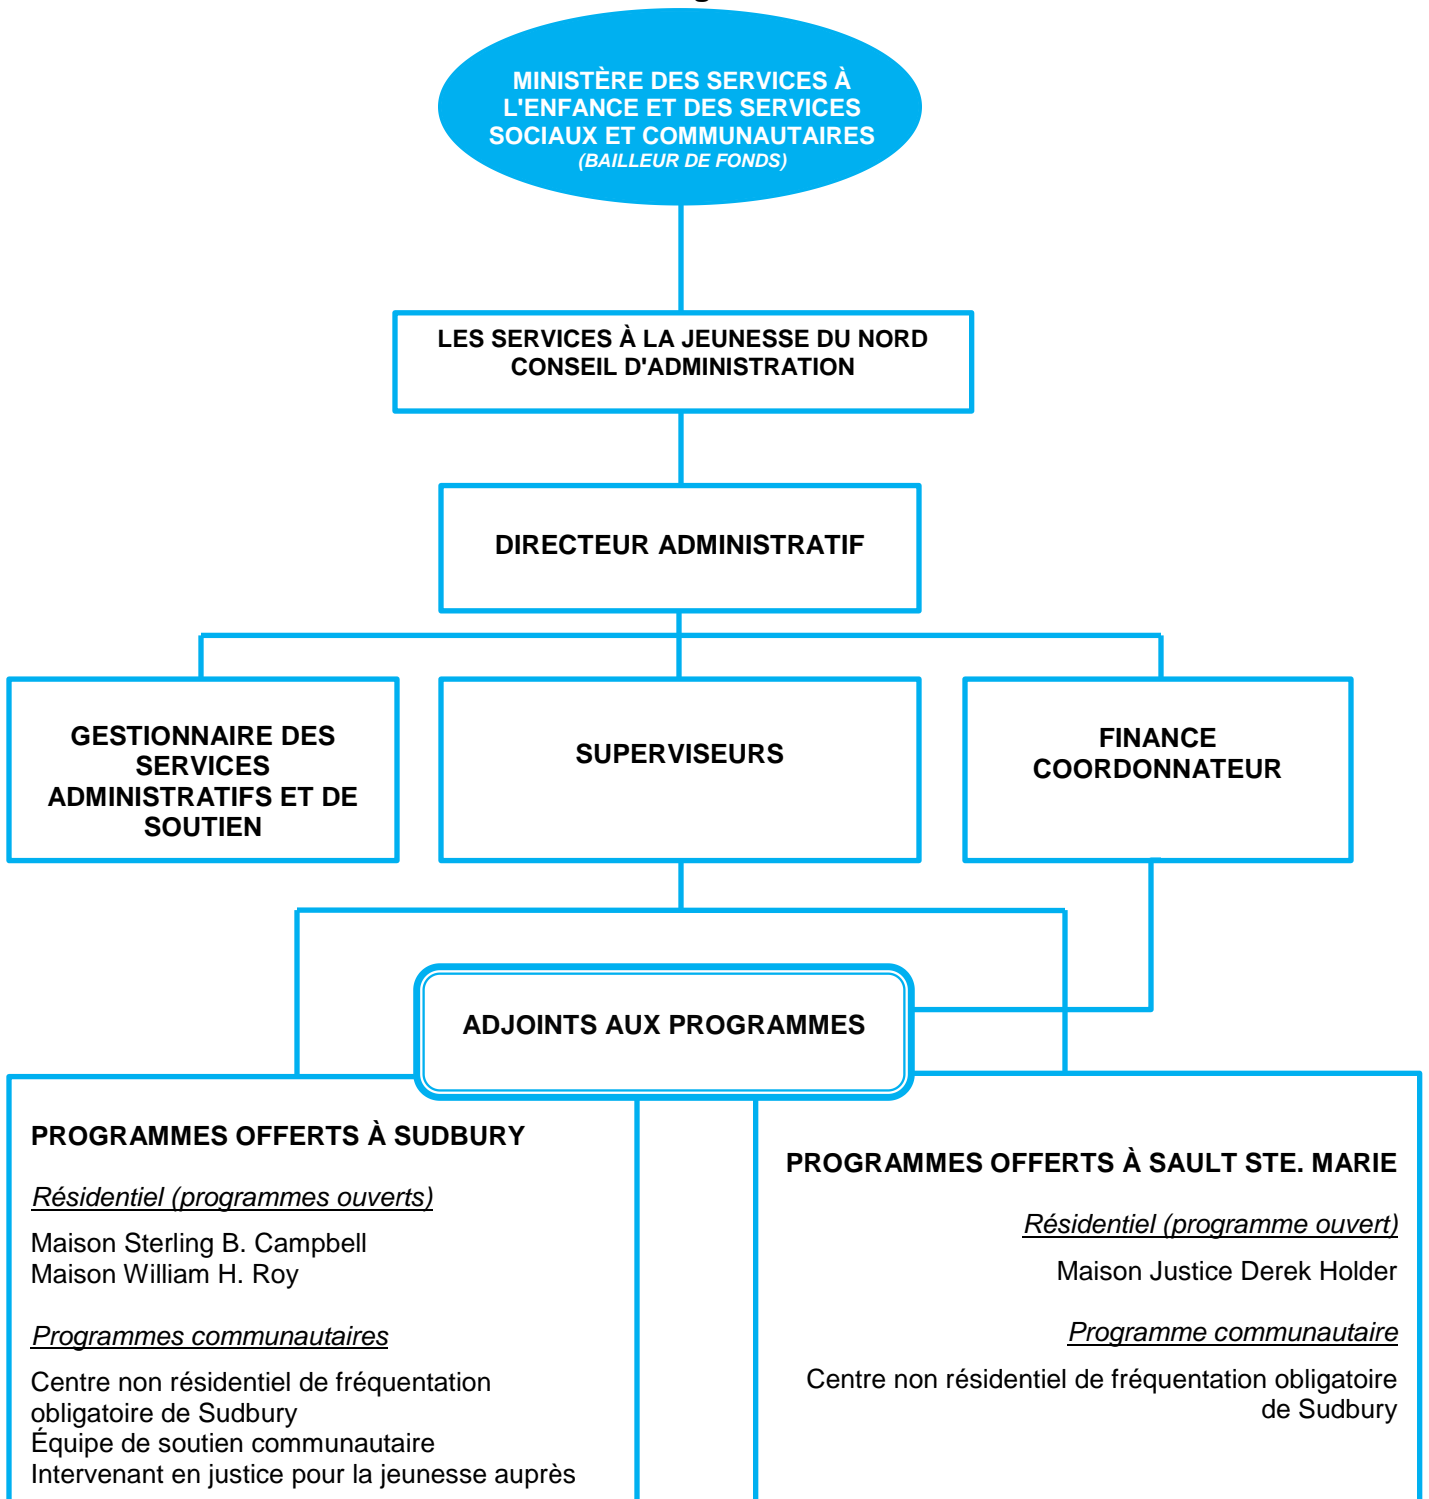 MINISTÈRE DES SERVICES À
L'ENFANCE ET DES SERVICES
SOCIAUX ET COMMUNAUTAIRES
(BAILLEUR DE FONDS)
LES SERVICES À LA JEUNESSE DU NORD
CONSEIL D'ADMINISTRATION
DIRECTEUR ADMINISTRATIF
GESTIONNAIRE DES
SERVICES
ADMINISTRATIFS ET DE
SOUTIEN
SUPERVISEURS
FINANCE
COORDONNATEUR
ADJOINTS AUX PROGRAMMES
PROGRAMMES OFFERTS À SUDBURY
Résidentiel (programmes ouverts)
Maison Sterling B. Campbell
Maison William H. Roy
Programmes communautaires
Centre non résidentiel de fréquentation
obligatoire de Sudbury
Équipe de soutien communautaire
Intervenant en justice pour la jeunesse auprès
PROGRAMMES OFFERTS À SAULT STE. MARIE
Résidentiel (programme ouvert)
Maison Justice Derek Holder
Programme communautaire
Centre non résidentiel de fréquentation obligatoire
de Sudbury